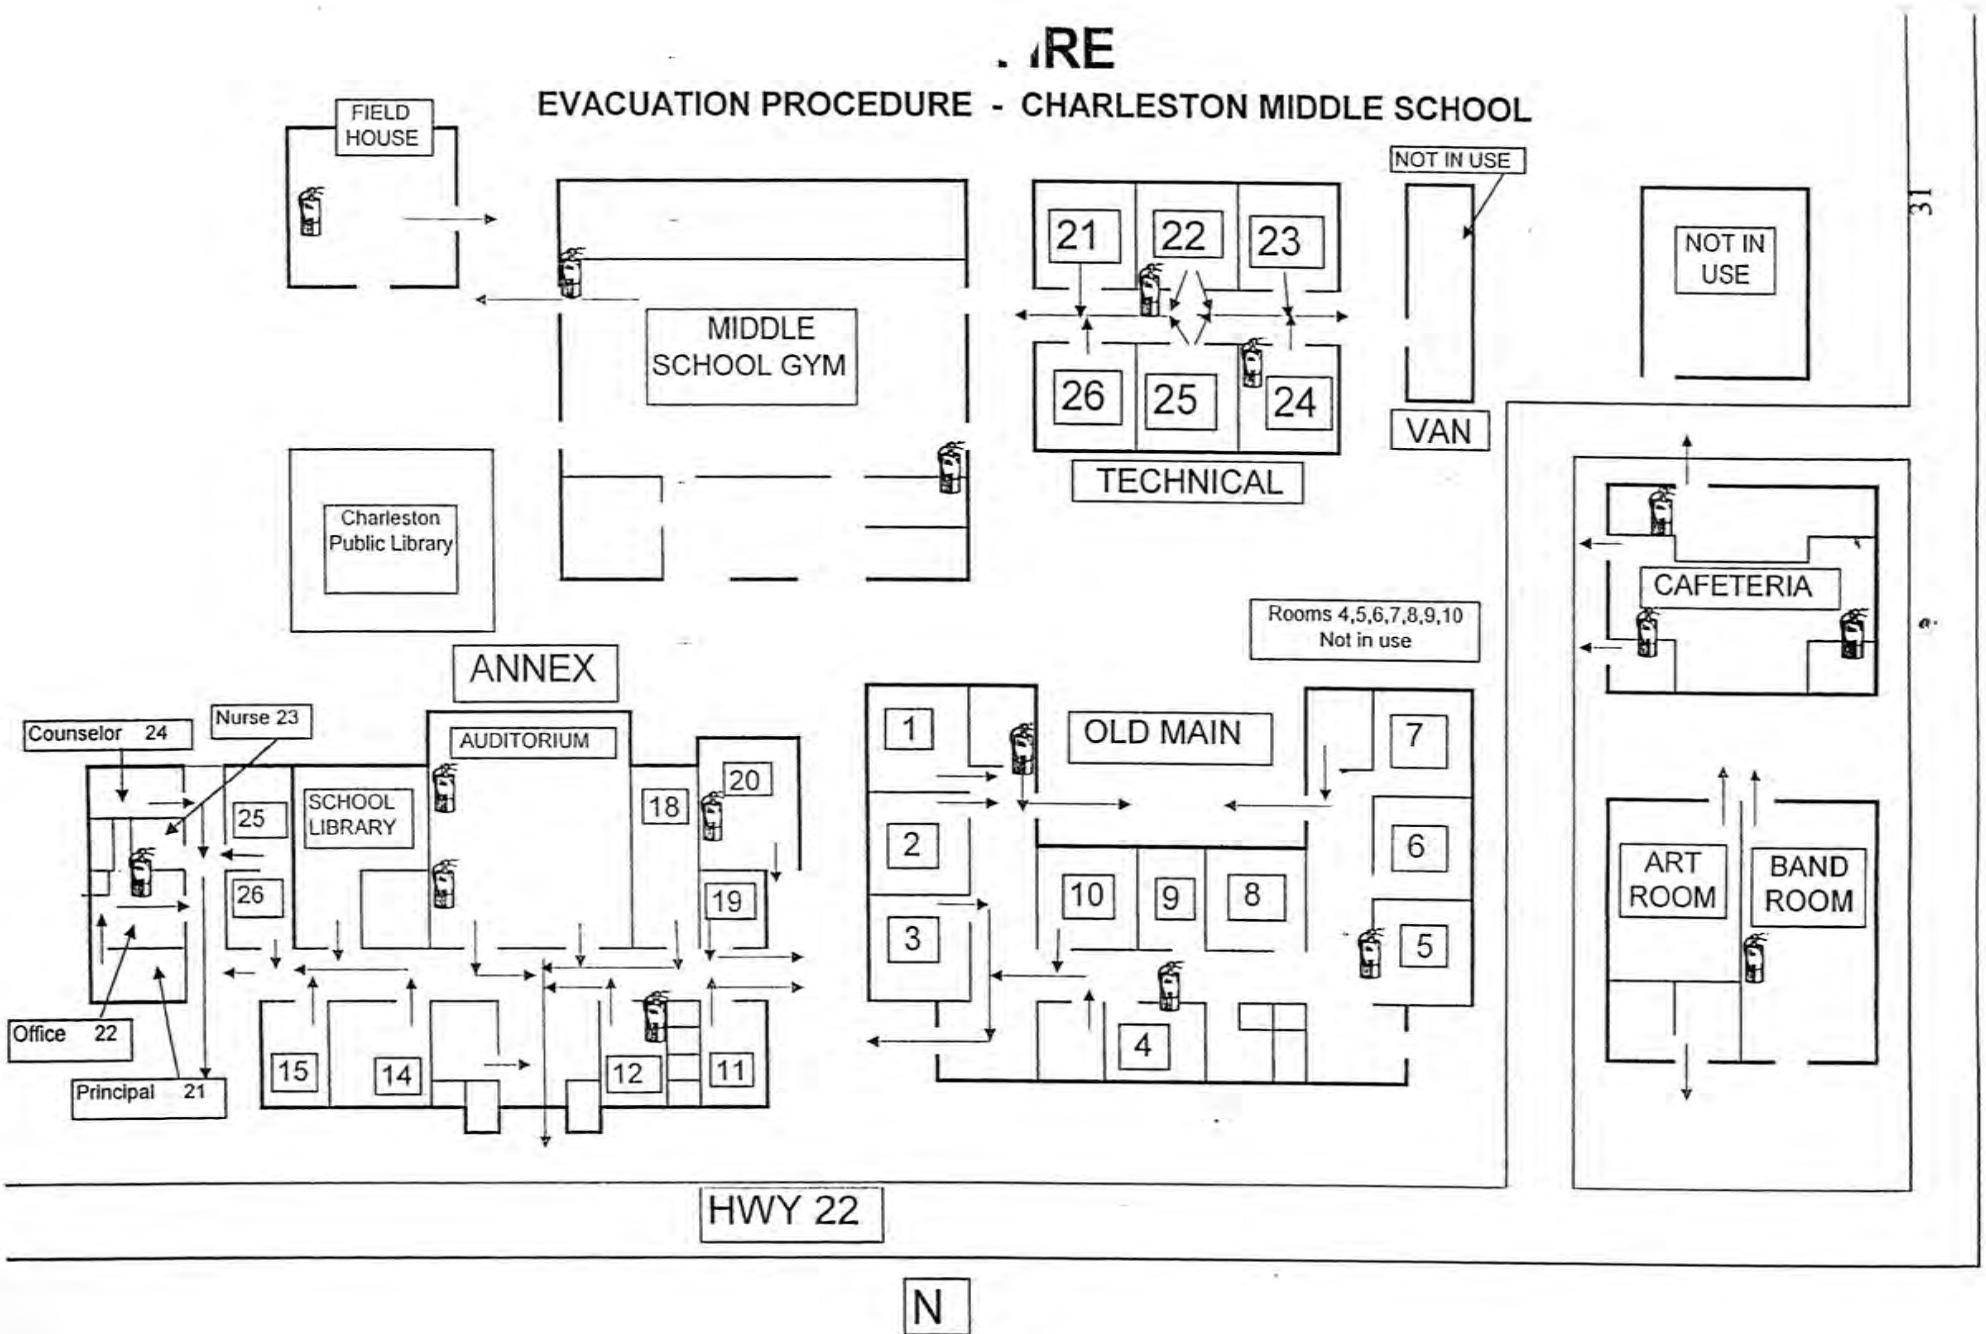 . IRE
EVACUATION PROCEDURE - CHARLESTON MIDDLE SCHOOL
FIELD
HOUSE
NOT IN USE
31
21
22
23
NOT IN
USE
MIDDLE
SCHOOL GYM
26
25
24
VAN
TECHNICAL
Charleston
Public Library
CAFETERIA
Rooms 4,5,6,7,8,9,10
Not in use
ANNEX
Counselor 24
Nurse 23
AUDITORIUM
1
OLD MAIN
7
20
25
SCHOOL
LIBRARY
18
2
6
ART
ROOM
BAND
ROOM
26
19
10
9
8
3
5
Office 22
15
14
12
11
4
Principal 21
HWY 22
N